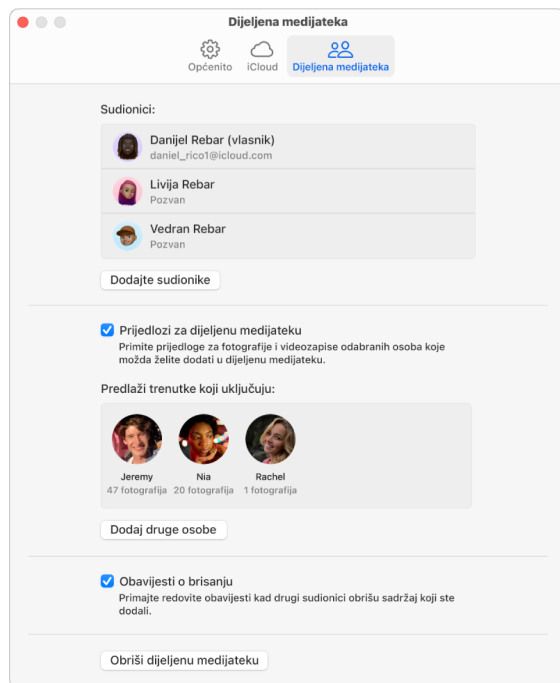 Dijeljena medijateka
Općenito
iCloud
Dijeljena medijateka
Sudionici:
Danijel Rebar (vlasnik)
daniel_rico1@icloud.com
Livija Rebar
Pozvan
Vedran Rebar
Pozvan
Dodajte sudionike
Prijedlozi za dijeljenu medijateku
Primite prijedloge za fotografije i videozapise odabranih osoba koje
možda želite dodati u dijeljenu medijateku.
Predlaži trenutke koji uključuju:
Jeremy
47 fotografija
Nia
20 fotografija
Rachel
1 fotografija
Dodaj druge osobe
Obavijesti o brisanju
Primajte redovite obavijesti kad drugi sudionici obrišu sadržaj koji ste
dodali.
Obriši dijeljenu medijateku